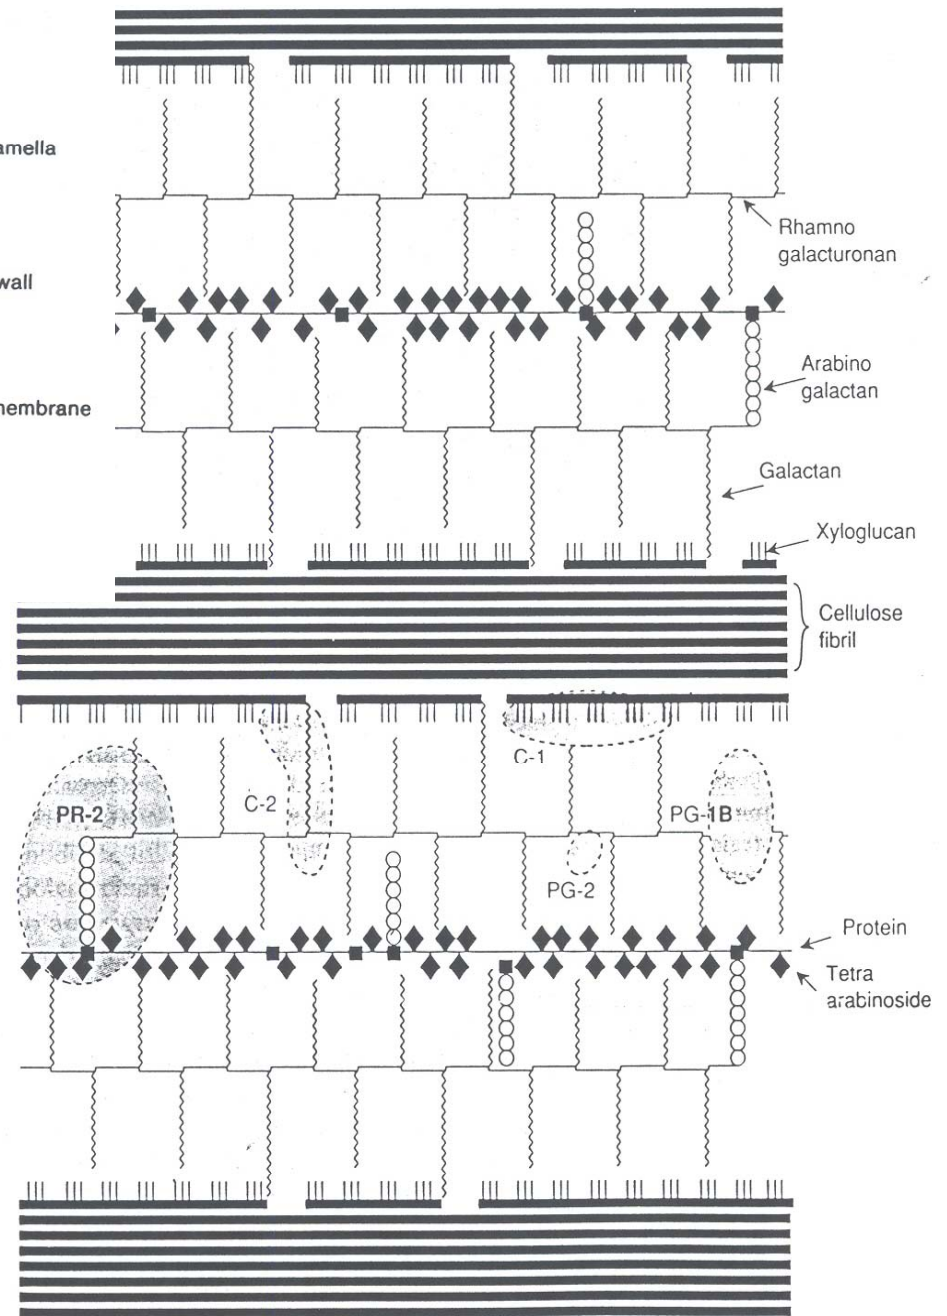 amella
Rhamno
galacturonan
wall
Arabino
galactan
membrane
Galactan
Xyloglucan
Cellulose
fibril
C-1
PR-2
C-2
PG-1B
PG-2
Protein
Tetra
arabinoside